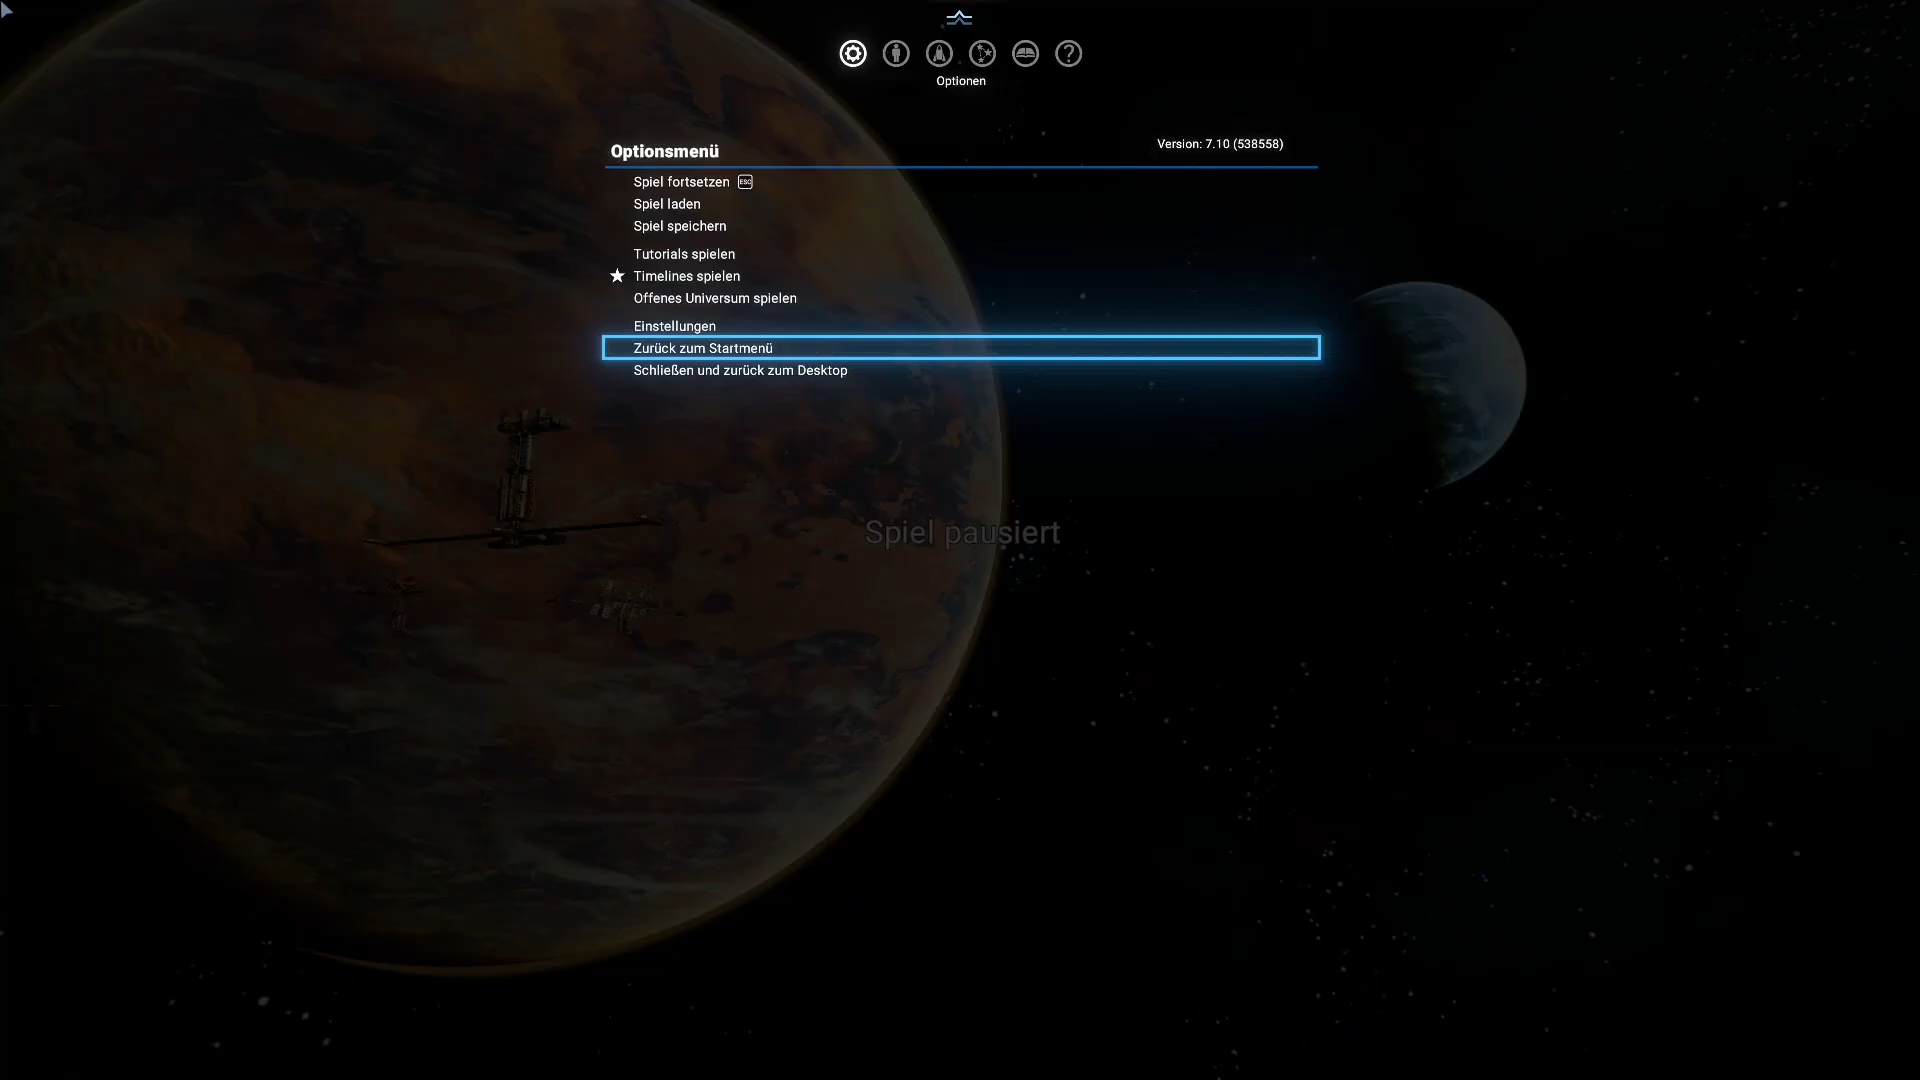 Optionen
Optionsmenü
Version: 7.10 (538558)
Spiel fortsetzen ESC
Spiel laden
Spiel speichern
Tutorials spielen
Timelines spielen
Offenes Universum spielen
Einstellungen
Zurück zum Startmenü
Schließen und zurück zum Desktop
Spiel pausiert